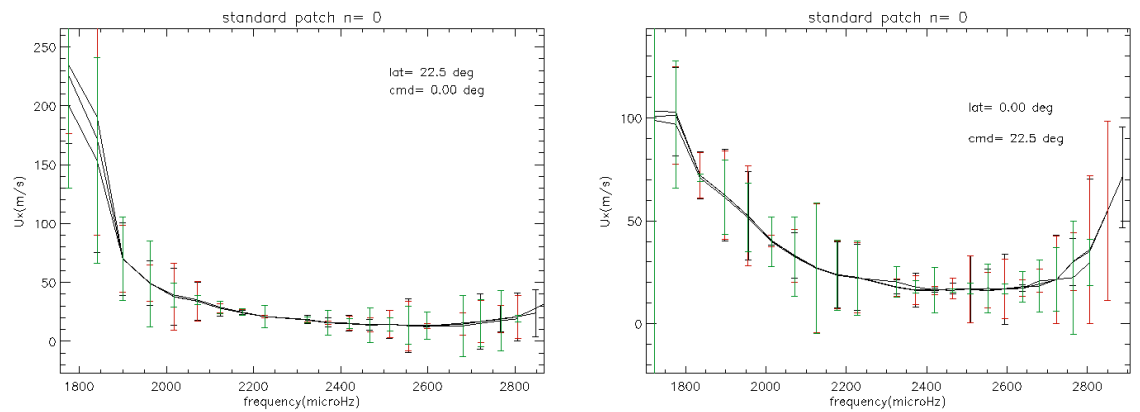 standard patch n= 0
250
200
150
100
50
0
Ux(m/s)
lat= 22.5 deg
cmd= 0.00 deg
1800 2000 2200 2400 2600 2800
frequency(microHz)
standard patch n= 0
100
50
0
Ux(m/s)
lat= 0.00 deg
cmd= 22.5 deg
1800 2000 2200 2400 2600 2800
frequency(microHz)